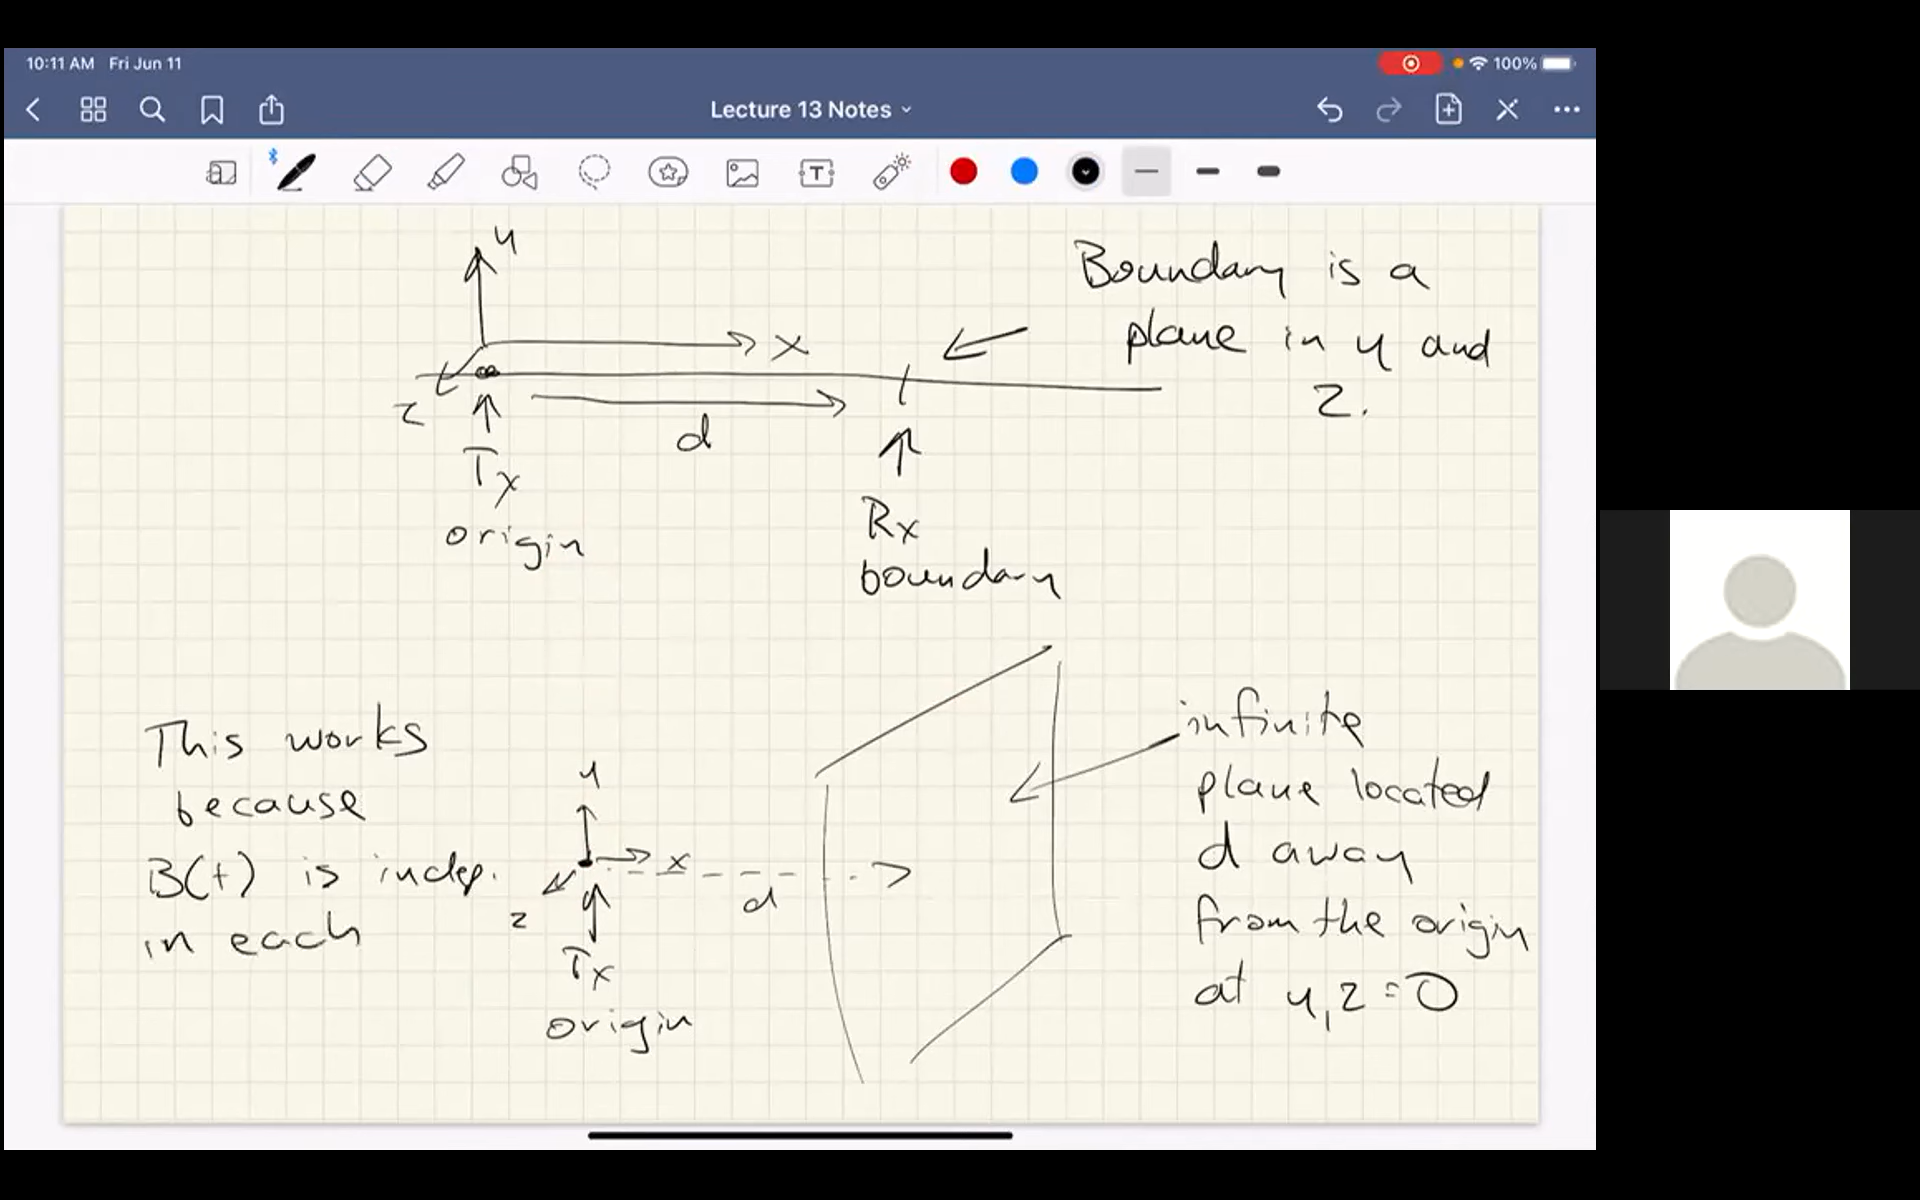 10:11 AM Fri Jun 11
100%
Lecture 13 Notes
T
y
x
z
d
Tx
origin
Rx
boundary
Boundary is a
plane in y and
z.
This works
because
B(t) is indep.
in each
y
x
z
d
Tx
origin
infinite
plane located
d away
from the origin
at y, z = 0